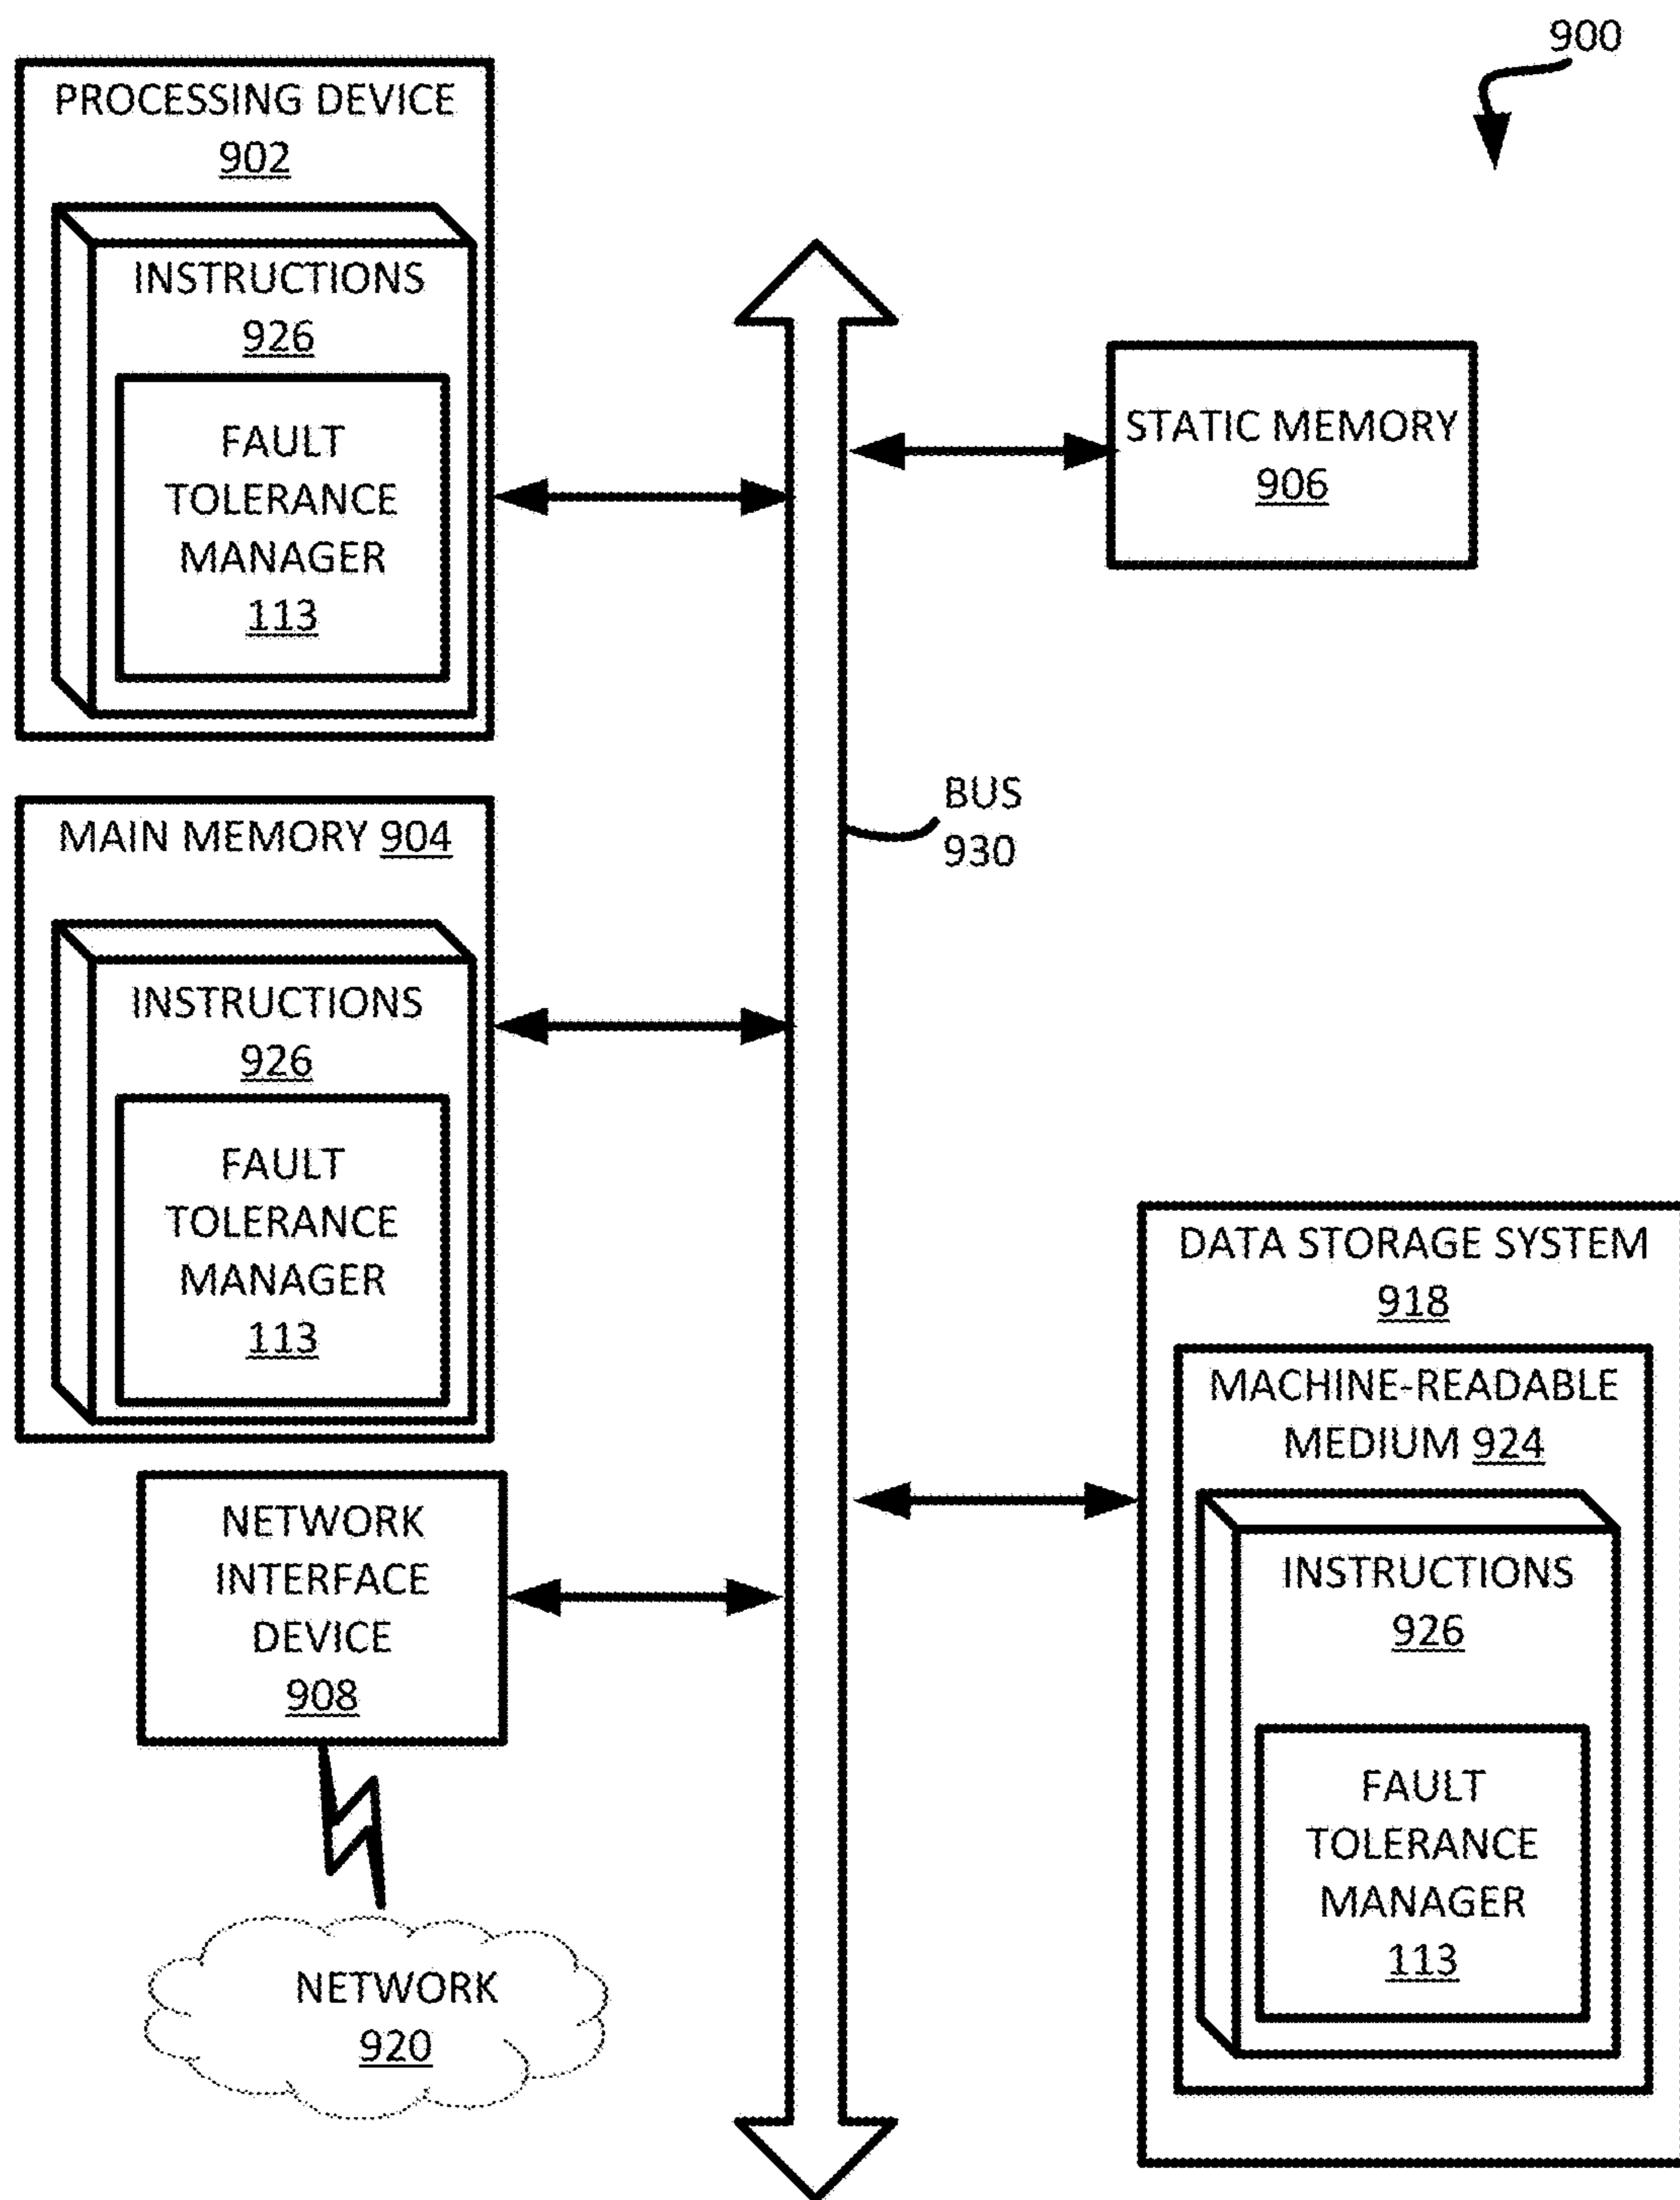 900
PROCESSING DEVICE
902
INSTRUCTIONS
926
FAULT
TOLERANCE
MANAGER
113
STATIC MEMORY
906
BUS
930
MAIN MEMORY 904
INSTRUCTIONS
926
FAULT
TOLERANCE
MANAGER
113
DATA STORAGE SYSTEM
918
MACHINE-READABLE
MEDIUM 924
INSTRUCTIONS
926
FAULT
TOLERANCE
MANAGER
113
NETWORK
INTERFACE
DEVICE
908
NETWORK
920